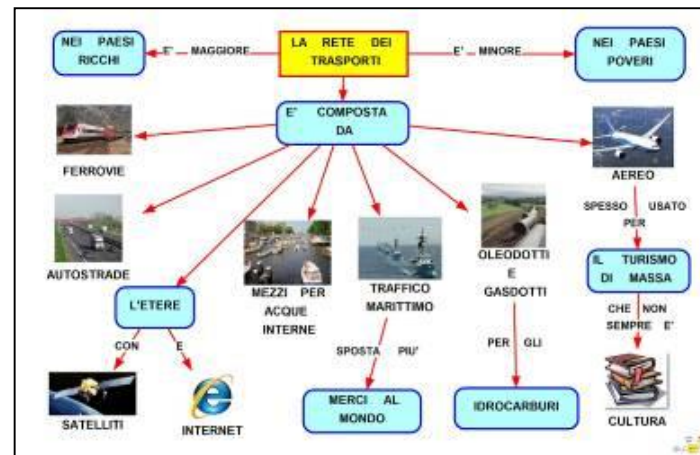 NEI PAESI
RICCHI
E' MAGGIORE
LA RETE DEI
TRASPORTI
E' MINORE
NEI PAESI
POVERI
E' COMPOSTA
DA
FERROVIE
AEREO
SPESSO USATO
PER
AUTOSTRADE
MEZZI PER
ACQUE
INTERNE
TRAFFICO
MARITTIMO
OLEODOTTI
E
GASDOTTI
IL TURISMO
DI MASSA
L'ETERE
CHE NON
SEMPRE E'
CON
E
SPOSTA PIU'
PER GLI
SATELLITI
INTERNET
MERCI AL
MONDO
IDROCARBURI
CULTURA